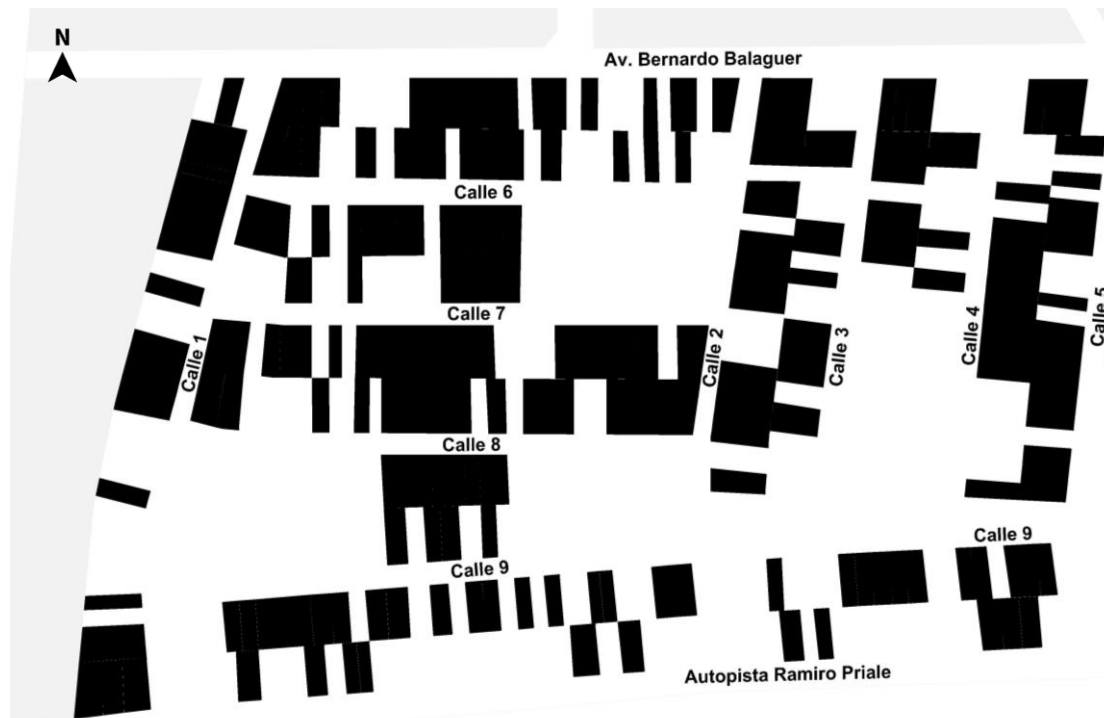 N
Av. Bernardo Balaguer
Calle 6
Calle 7
Calle 1
Calle 2
Calle 3
Calle 4
Calle 5
Calle 8
Calle 9
Calle 9
Autopista Ramiro Priale